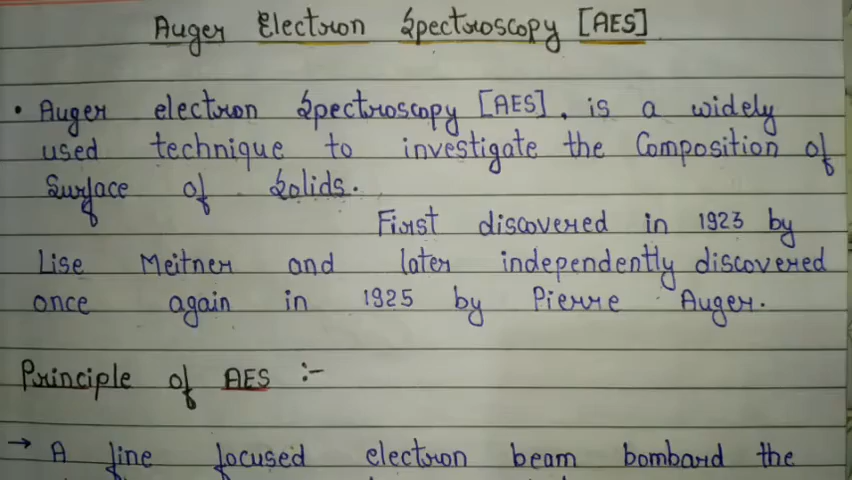 Auger Electron Spectroscopy [AES]
• Auger electron Spectroscopy [AES], is a widely
used technique to investigate the Composition of
Surface of Solids.
First discovered in 1923 by
Lise Meitner and later independently discovered
once again in 1925 by Pierre Auger.
Principle of AES :-
→ A fine focused electron beam bombard the